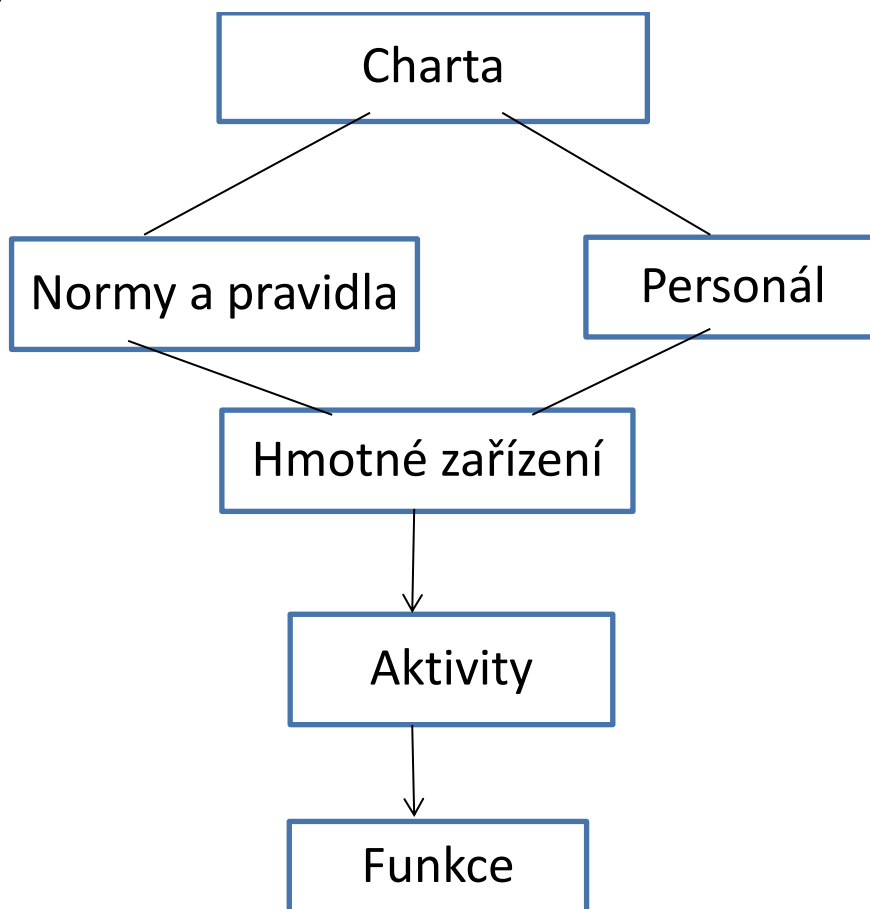 Charta
Normy a pravidla
Personál
Hmotné zařízení
Aktivity
Funkce